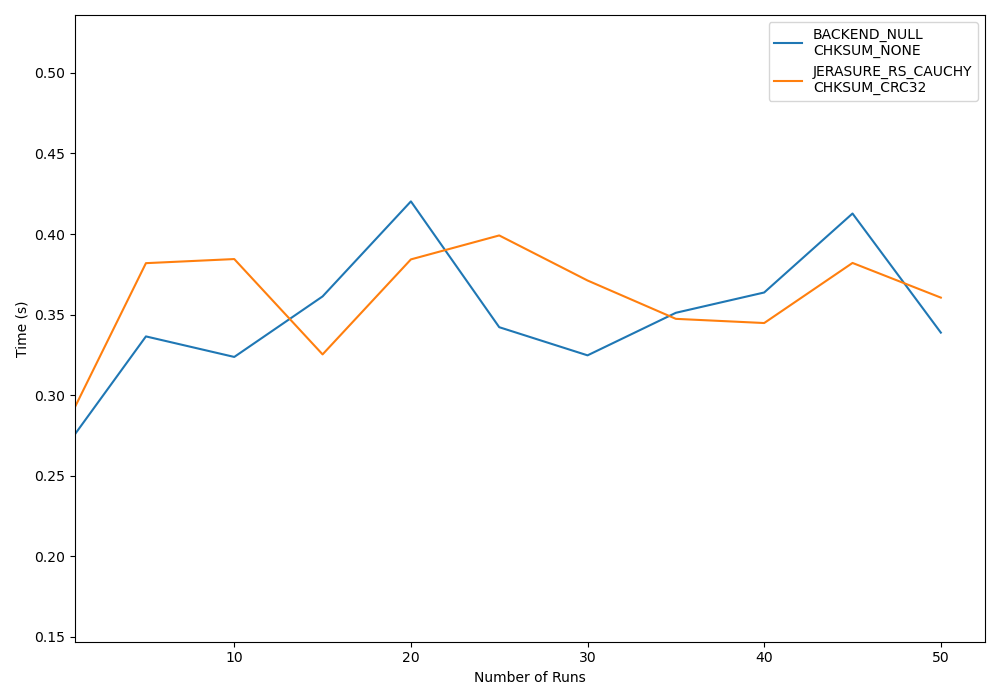 BACKEND_NULL
CHKSUM_NONE
JERASURE_RS_CAUCHY
CHKSUM_CRC32
0.50
0.45
0.40
0.35
0.30
0.25
0.20
0.15
Time (s)
10 20 30 40 50
Number of Runs